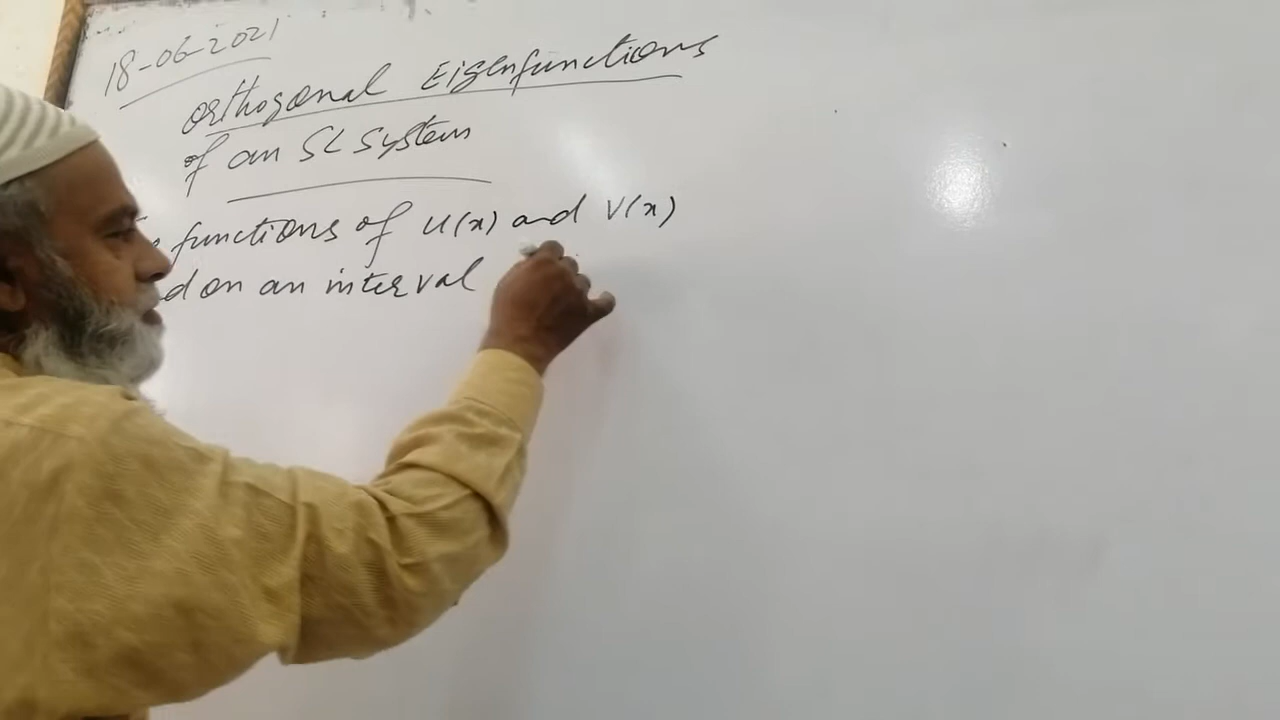 18-06-2021
Orthogonal Eigenfunctions
of an SL System
functions of U(x) and V(x)
d on an interval